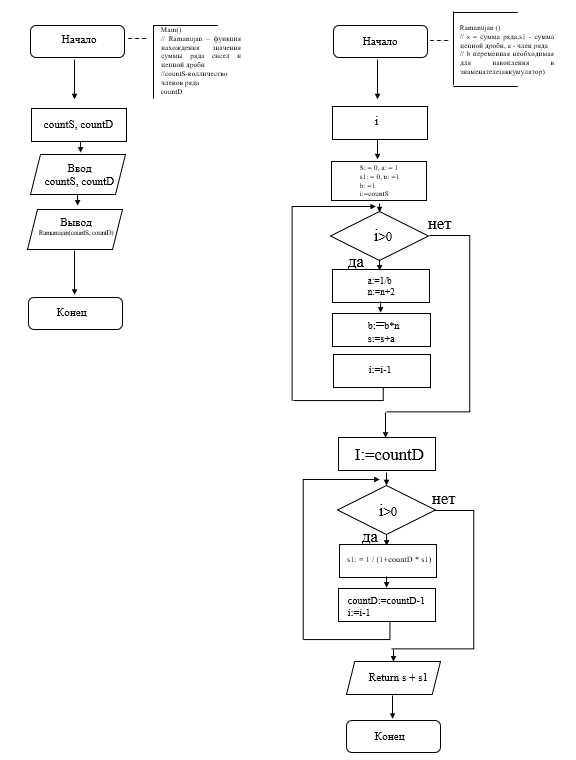 Начало
Main()
// Ramanujan – функция
нахождения значения
суммы ряда чисел и
цепной дроби
//countS-колличество
членов ряда
countD
countS, countD
Ввод
countS, countD
Вывод
Ramanujan(countS, countD)
Конец
Начало
Ramanujan ()
// s = сумма ряда,s1 - сумма
цепной дроби, a - член ряда
// b переменная необходимая
для накопления в
знаменателе(аккумулятор)
i
S: = 0, a: = 1
s1: = 0, n: =1
b: =1
i:=countS
i>0
нет
да
a:=1/b
n:=n+2
b:=b*n
s:=s+a
i:=i-1
I:=countD
i>0
нет
да
s1: = 1 / (1+countD * s1)
countD:=countD-1
i:=i-1
Return s + s1
Конец